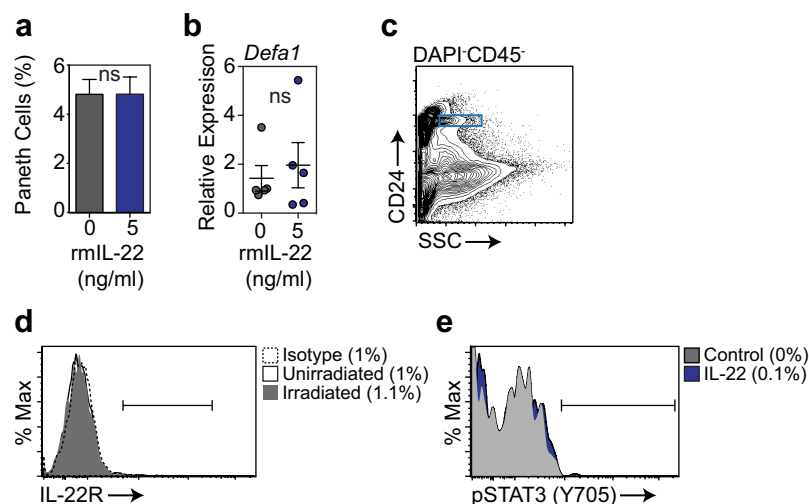 a
6
4
2
0
Paneth Cells (%)
ns
0 5
rmIL-22
(ng/ml)
b
Defa1
6
4
2
0
Relative Expresison
ns
0 5
rmIL-22
(ng/ml)
c
DAPI-CD45-
CD24
SSC
d
% Max
IL-22R
Isotype (1%)
Unirradiated (1%)
Irradiated (1.1%)
e
% Max
pSTAT3 (Y705)
Control (0%)
IL-22 (0.1%)